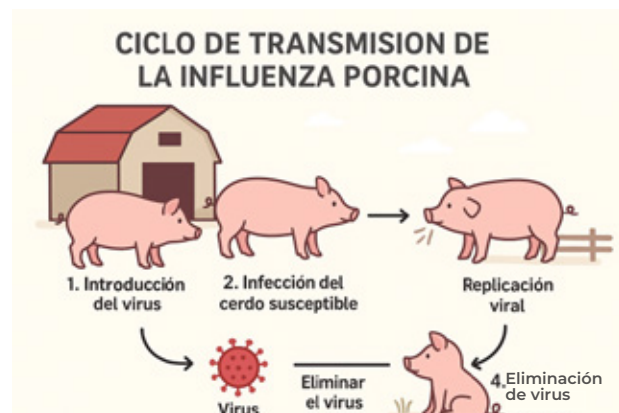 CICLO DE TRANSMISION DE
LA INFLUENZA PORCINA
1. Introducción
del virus
2. Infección del
cerdo susceptible
Replicación
viral
Virus
Eliminar
el virus
4.Eliminación
de virus